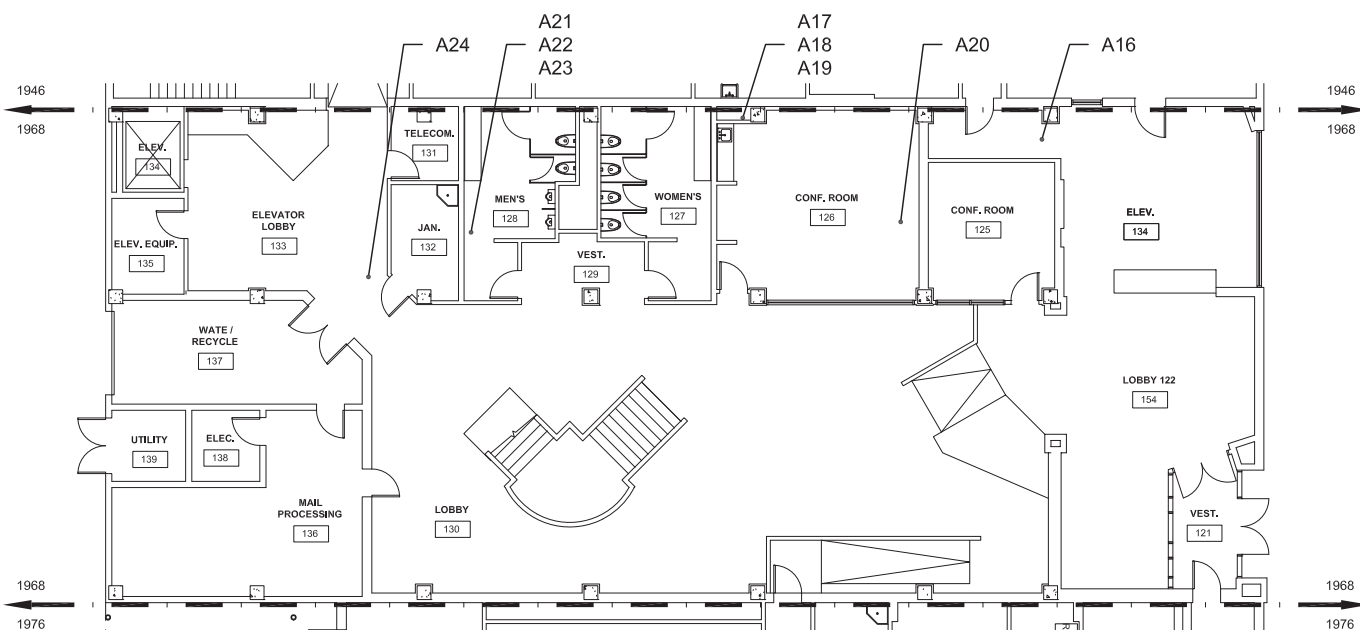 A21
A17
A24
A22
A18
A20
A16
A23
A19
1946
1946
1968
1968
ELEV.
134
TELECOM.
131
MEN'S
128
WOMEN'S
127
CONF. ROOM
126
CONF. ROOM
125
ELEV.
134
ELEVATOR
LOBBY
133
JAN.
132
ELEV. EQUIP.
135
VEST.
129
WATE /
RECYCLE
137
LOBBY 122
154
UTILITY
139
ELEC.
138
MAIL
PROCESSING
136
LOBBY
130
VEST.
121
1968
1968
1976
1976